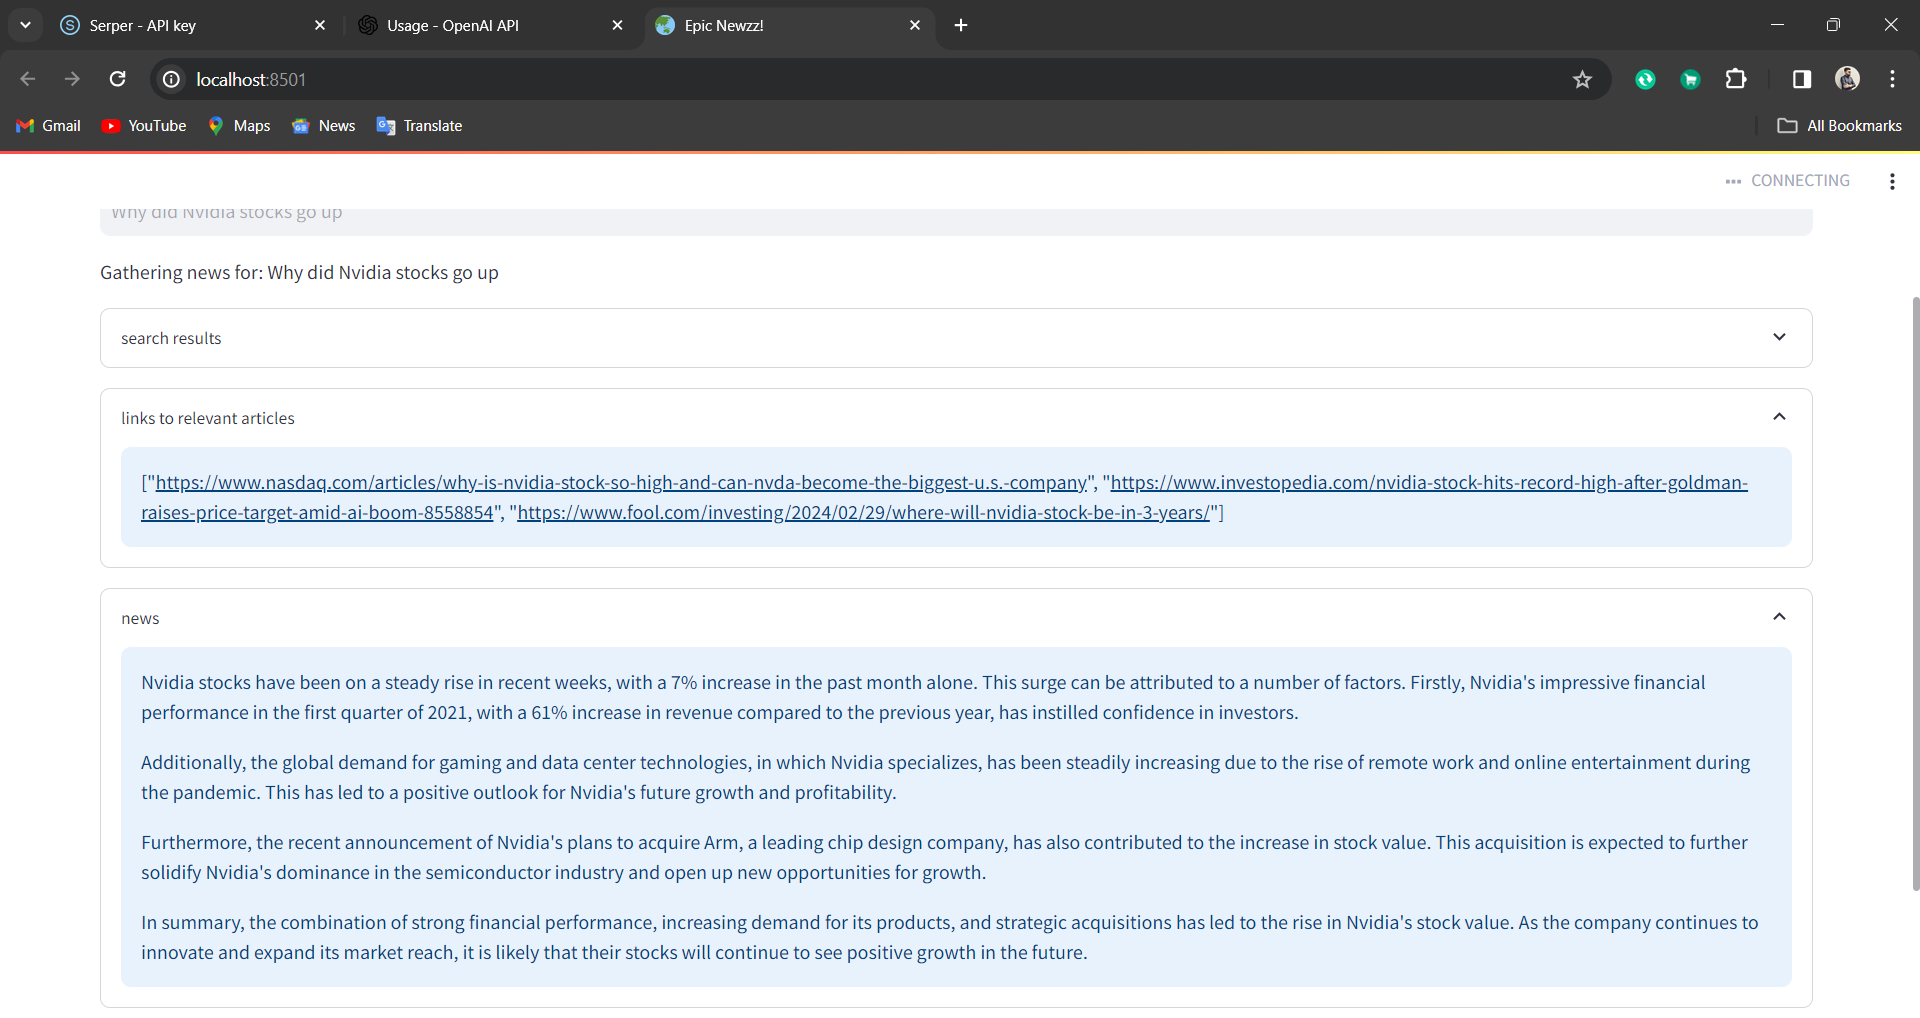 Serper - API key
Usage - OpenAI API
Epic Newzz!
localhost:8501
Gmail
YouTube
Maps
News
Translate
All Bookmarks
CONNECTING
Why did Nvidia stocks go up
Gathering news for: Why did Nvidia stocks go up
search results
links to relevant articles
["https://www.nasdaq.com/articles/why-is-nvidia-stock-so-high-and-can-nvda-become-the-biggest-u.s.-company", "https://www.investopedia.com/nvidia-stock-hits-record-high-after-goldman-
raises-price-target-amid-ai-boom-8558854", "https://www.fool.com/investing/2024/02/29/where-will-nvidia-stock-be-in-3-years/"]
news
Nvidia stocks have been on a steady rise in recent weeks, with a 7% increase in the past month alone. This surge can be attributed to a number of factors. Firstly, Nvidia's impressive financial
performance in the first quarter of 2021, with a 61% increase in revenue compared to the previous year, has instilled confidence in investors.
Additionally, the global demand for gaming and data center technologies, in which Nvidia specializes, has been steadily increasing due to the rise of remote work and online entertainment during
the pandemic. This has led to a positive outlook for Nvidia's future growth and profitability.
Furthermore, the recent announcement of Nvidia's plans to acquire Arm, a leading chip design company, has also contributed to the increase in stock value. This acquisition is expected to further
solidify Nvidia's dominance in the semiconductor industry and open up new opportunities for growth.
In summary, the combination of strong financial performance, increasing demand for its products, and strategic acquisitions has led to the rise in Nvidia's stock value. As the company continues to
innovate and expand its market reach, it is likely that their stocks will continue to see positive growth in the future.